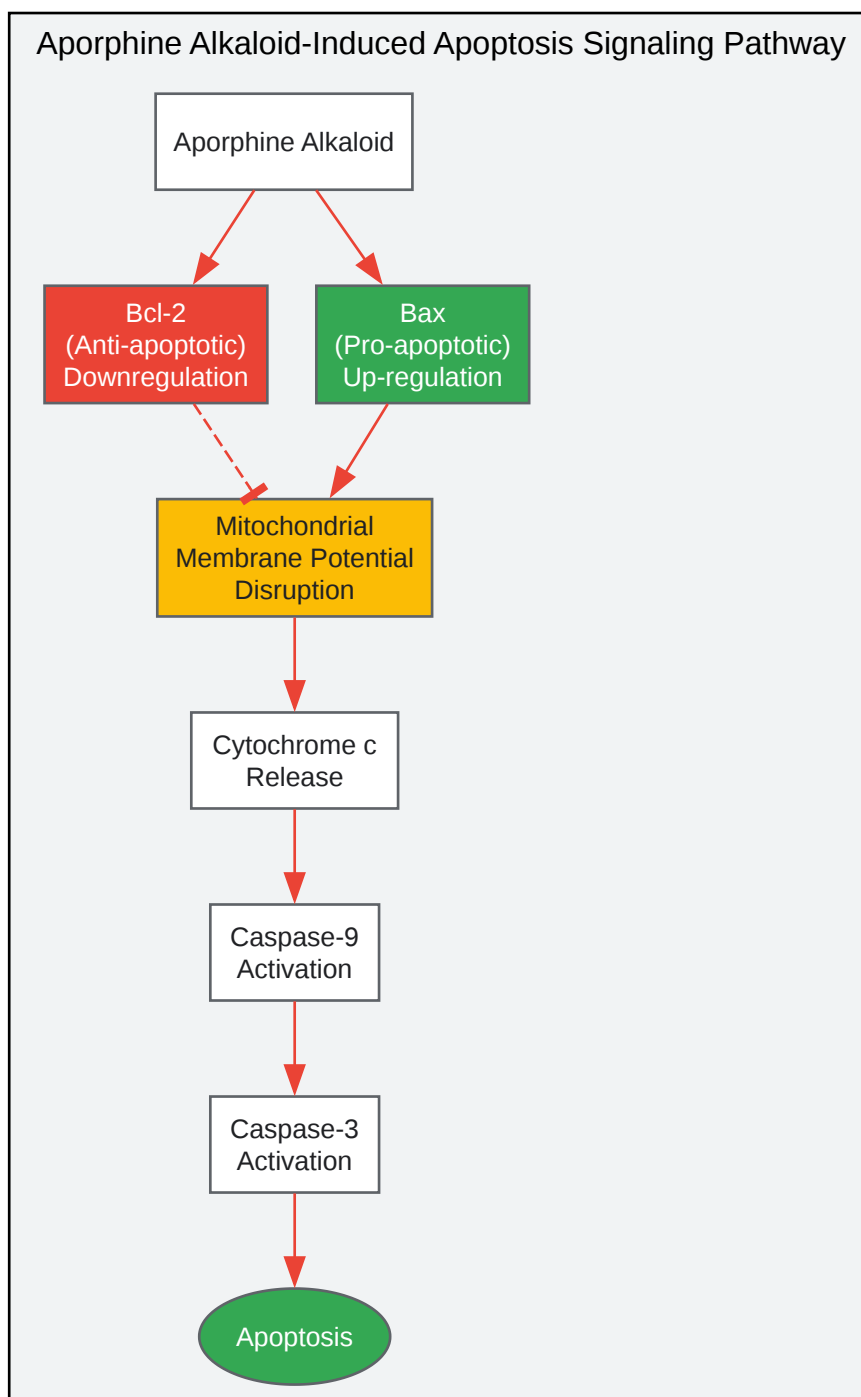 Aporphine Alkaloid-Induced Apoptosis Signaling Pathway
Aporphine Alkaloid
Bcl-2
(Anti-apoptotic)
Downregulation
Bax
(Pro-apoptotic)
Up-regulation
Mitochondrial
Membrane Potential
Disruption
Cytochrome c
Release
Caspase-9
Activation
Caspase-3
Activation
Apoptosis